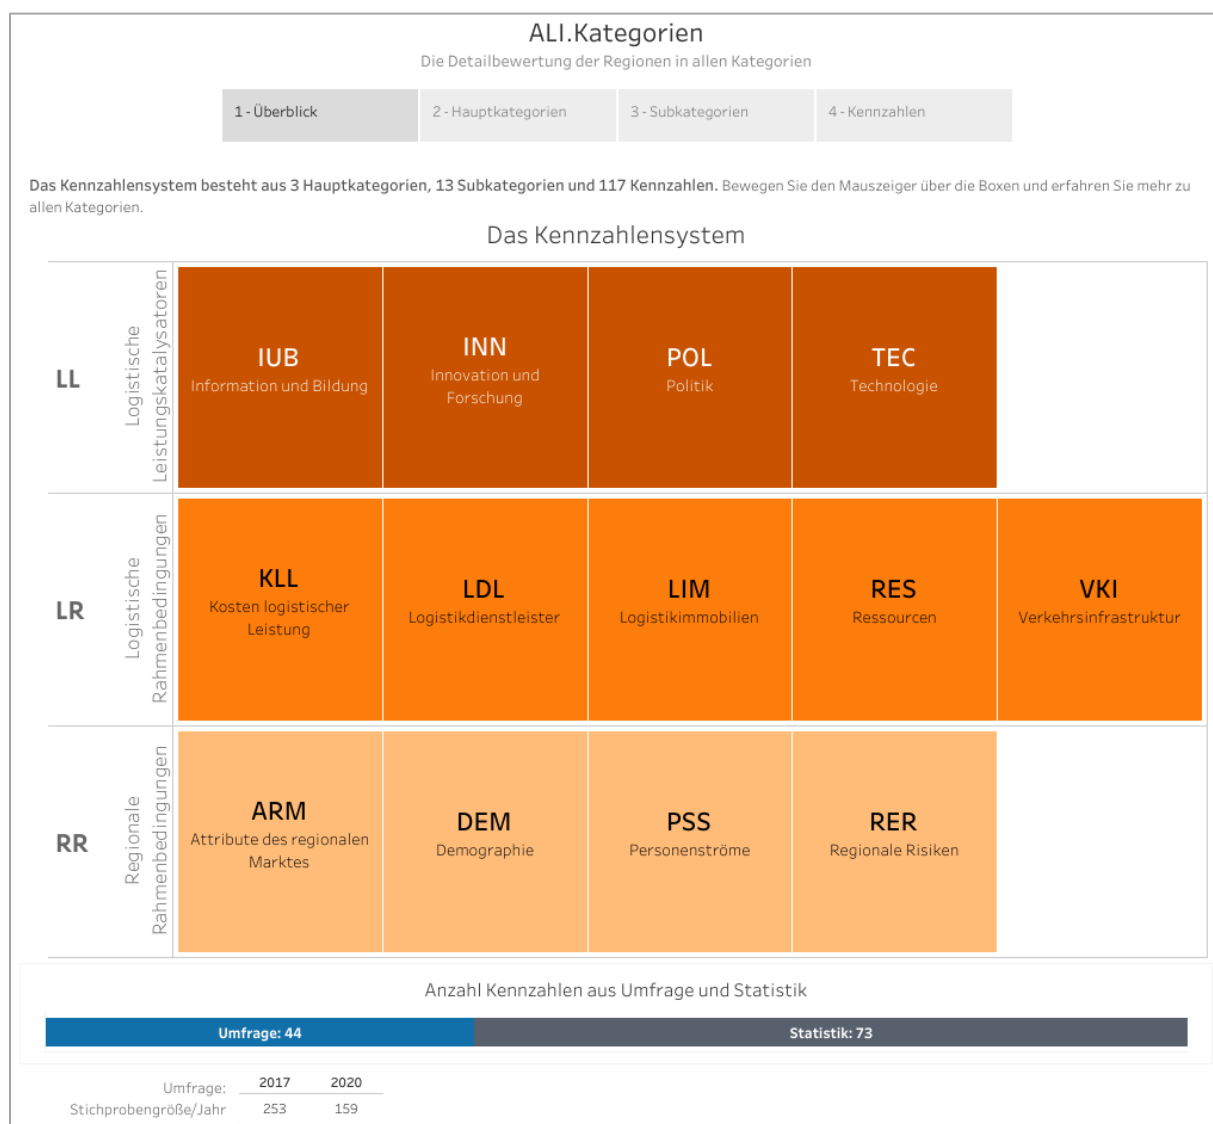 ALI.Kategorien
Die Detailbewertung der Regionen in allen Kategorien
1 - Überblick
2 - Hauptkategorien
3 - Subkategorien
4 - Kennzahlen
Das Kennzahlensystem besteht aus 3 Hauptkategorien, 13 Subkategorien und 117 Kennzahlen. Bewegen Sie den Mauszeiger über die Boxen und erfahren Sie mehr zu
allen Kategorien.
Das Kennzahlensystem
LL
Logistische
Leistungskatalysatoren
IUB
Information und Bildung
INN
Innovation und
Forschung
POL
Politik
TEC
Technologie
LR
Logistische
Rahmenbedingungen
KLL
Kosten logistischer
Leistung
LDL
Logistikdienstleister
LIM
Logistikimmobilien
RES
Ressourcen
VKI
Verkehrsinfrastruktur
RR
Regionale
Rahmenbedingungen
ARM
Attribute des regionalen
Marktes
DEM
Demographie
PSS
Personenströme
RER
Regionale Risiken
Anzahl Kennzahlen aus Umfrage und Statistik
Umfrage: 44
Statistik: 73
Umfrage: 2017 2020
Stichprobengröße/Jahr 253 159